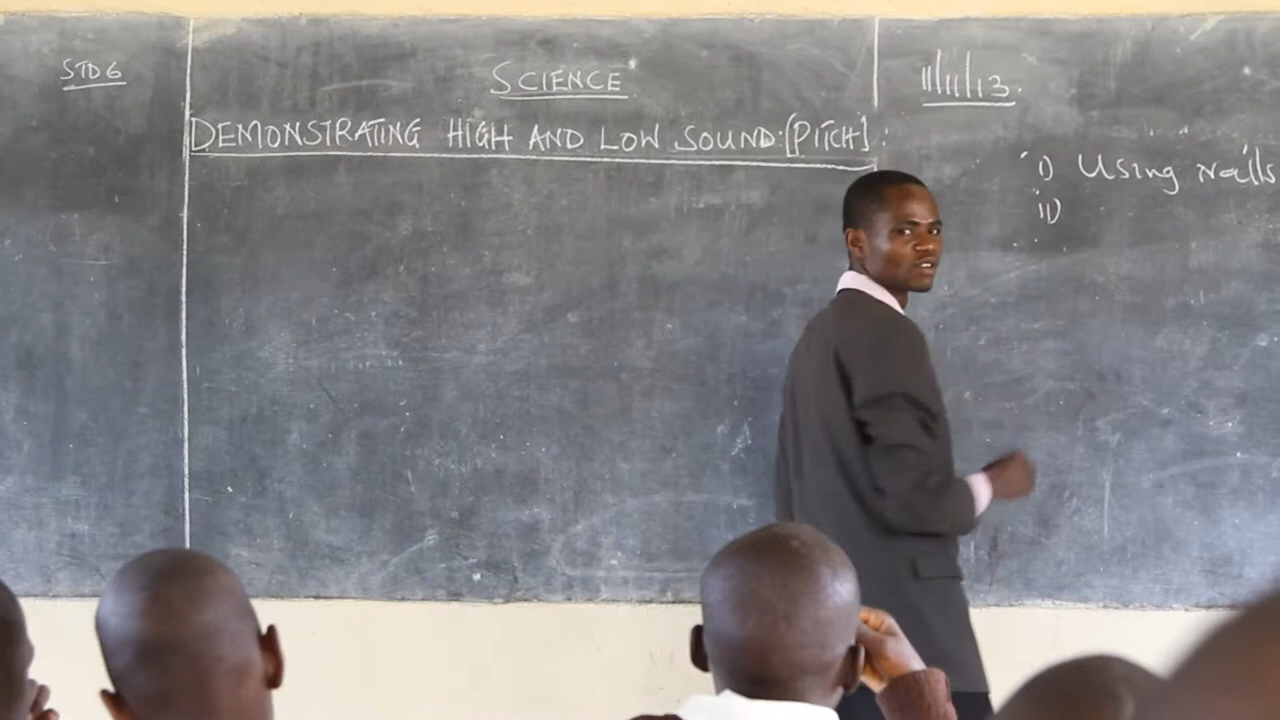 STD 6
SCIENCE
11/11/13.
DEMONSTRATING HIGH AND LOW SOUND:[PITCH]:
i) Using nails
ii)